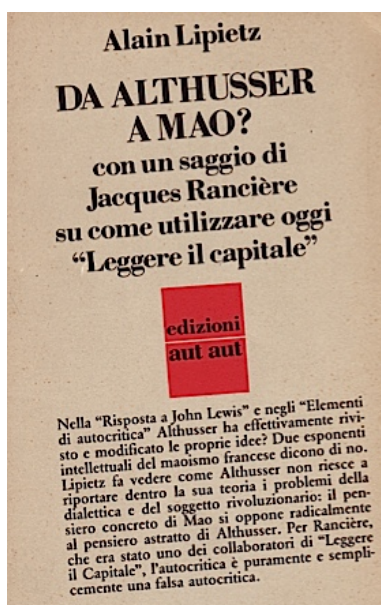 Alain Lipietz
DA ALTHUSSER
A MAO?
con un saggio di
Jacques Rancière
su come utilizzare oggi
“Leggere il capitale”
edizioni
aut aut
Nella “Risposta a John Lewis” e negli “Elementi
di autocritica” Althusser ha effettivamente rivi-
sto e modificato le proprie idee? Due esponenti
intellettuali del maoismo francese dicono di no.
Lipietz fa vedere come Althusser non riesce a
riportare dentro la sua teoria i problemi della
dialettica e del soggetto rivoluzionario: il pen-
siero concreto di Mao si oppone radicalmente
al pensiero astratto di Althusser. Per Rancière,
che era stato uno dei collaboratori di “Leggere
il Capitale”, l’autocritica è puramente e sempli-
cemente una falsa autocritica.